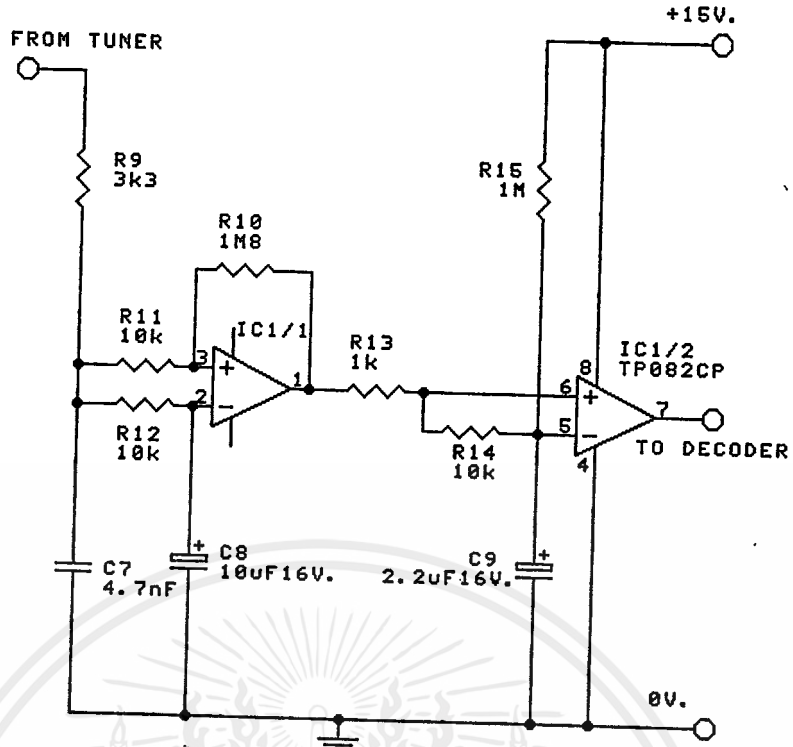 +15V.
FROM TUNER
R9
3k3
R15
1M
R10
1M8
R11
10k
IC1/1
R13
1k
IC1/2
TP082CP
3
+
1
2
-
8
6
+
7
5
-
4
R12
10k
R14
10k
TO DECODER
+
C8
10uF16V.
C7
4.7nF
+
C9
2.2uF16V.
0V.